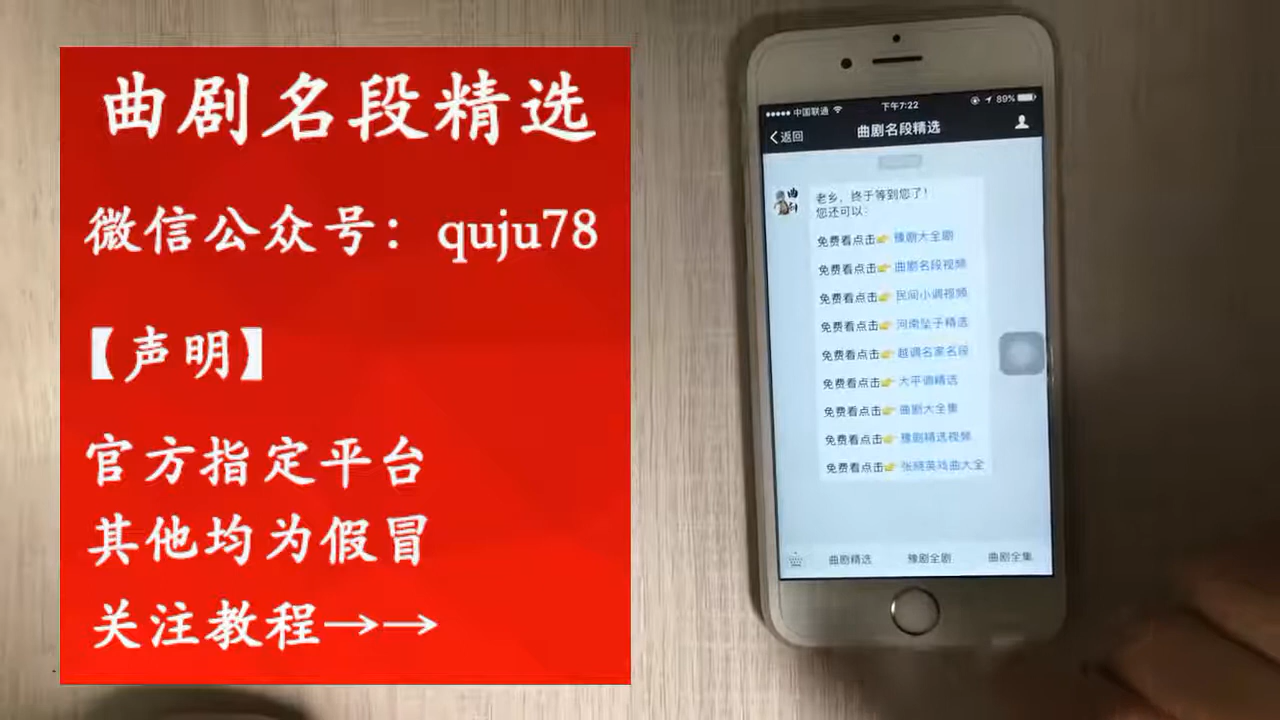 曲剧名段精选
微信公众号：quju78
【声明】
官方指定平台
其他均为假冒
关注教程→→
中国联通
下午7:22
89%
返回
曲剧名段精选
老乡，终于等到您了！
您还可以：
免费看点击👉豫剧大全剧
免费看点击👉曲剧名段视频
免费看点击👉民间小调视频
免费看点击👉河南坠子精选
免费看点击👉越调名家名段
免费看点击👉大平调精选
免费看点击👉曲剧大全集
免费看点击👉豫剧精选视频
免费看点击👉张晓英戏曲大全
曲剧精选
豫剧全剧
曲剧全集